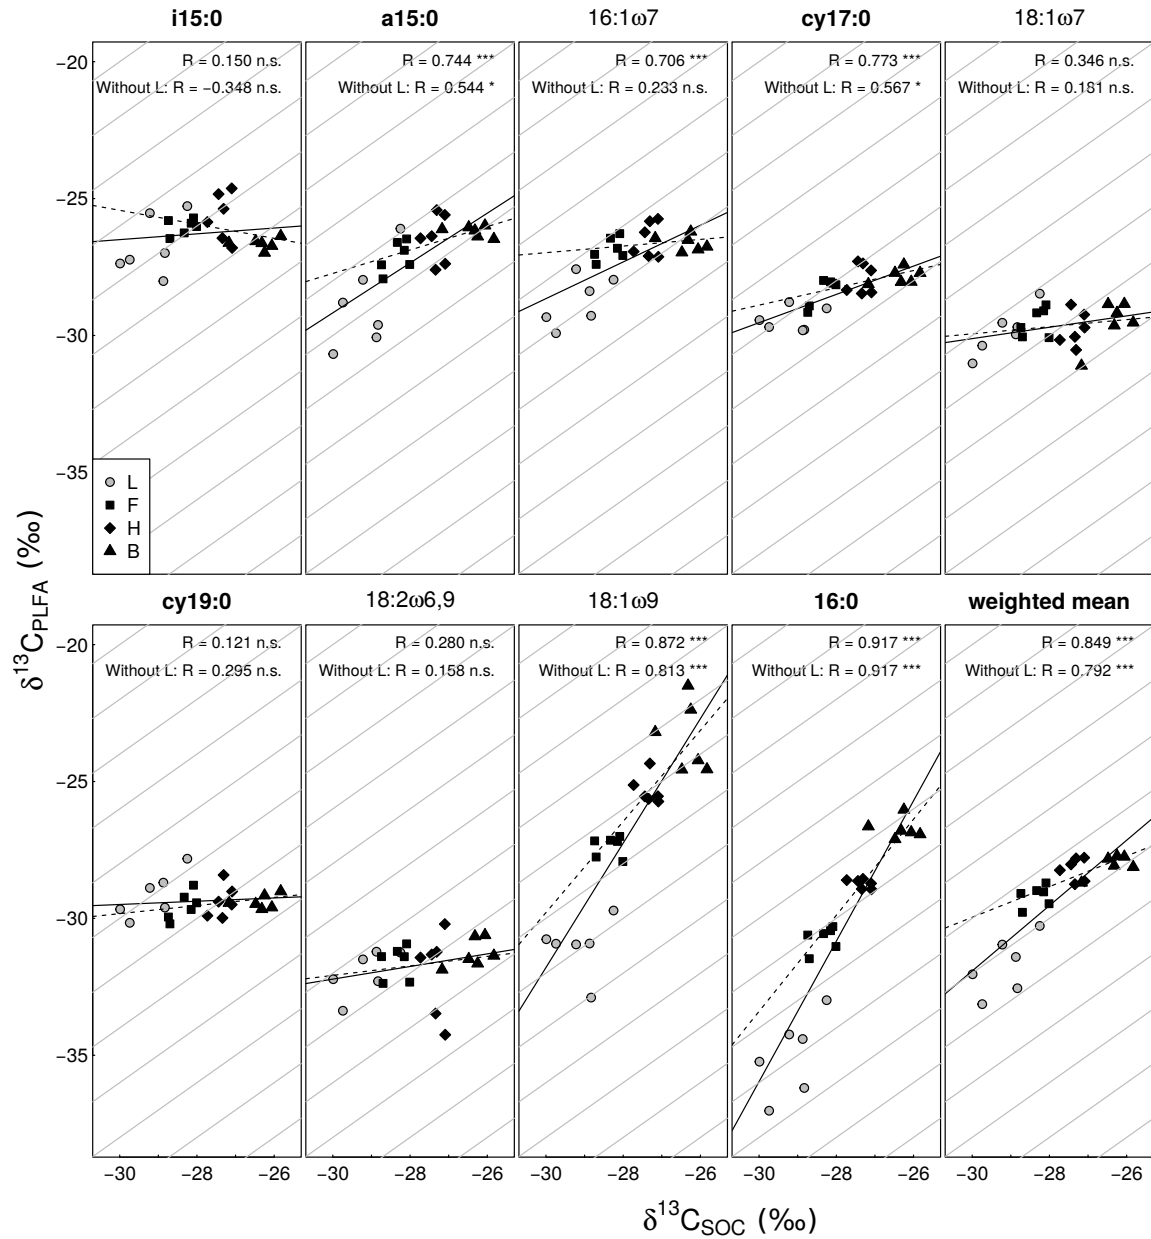 i15:0 a15:0 16:1ω7 cy17:0 18:1ω7
R = 0.150 n.s. R = 0.744 *** R = 0.706 *** R = 0.773 *** R = 0.346 n.s.
Without L: R = −0.348 n.s. Without L: R = 0.544 * Without L: R = 0.233 n.s. Without L: R = 0.567 * Without L: R = 0.181 n.s.
−20
−25
−30
−35
L
F
H
B
δ13CPLFA (‰)
cy19:0 18:2ω6,9 18:1ω9 16:0 weighted mean
R = 0.121 n.s. R = 0.280 n.s. R = 0.872 *** R = 0.917 *** R = 0.849 ***
Without L: R = 0.295 n.s. Without L: R = 0.158 n.s. Without L: R = 0.813 *** Without L: R = 0.917 *** Without L: R = 0.792 ***
−20
−25
−30
−35
−30 −28 −26 −30 −28 −26 −30 −28 −26 −30 −28 −26 −30 −28 −26
δ13CSOC (‰)